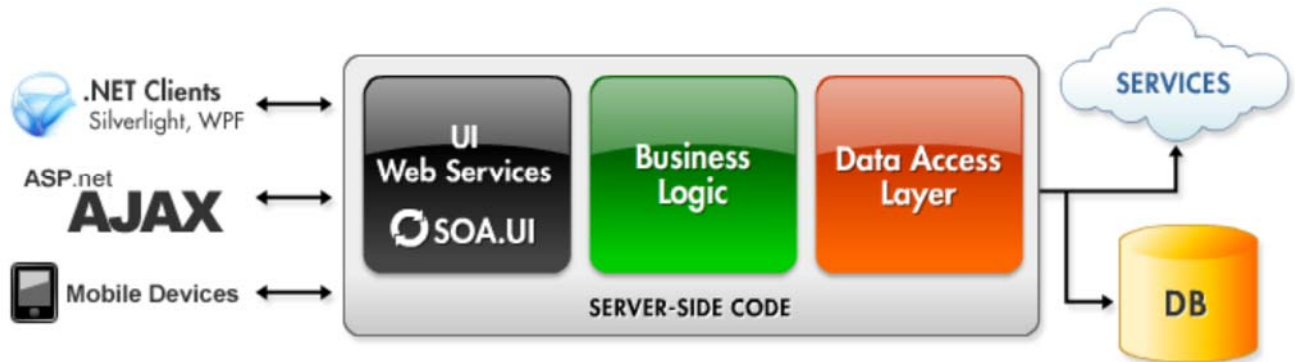 .NET Clients
Silverlight, WPF
ASP.net
AJAX
Mobile Devices
UI
Web Services
SOA.UI
Business
Logic
Data Access
Layer
SERVER-SIDE CODE
SERVICES
DB